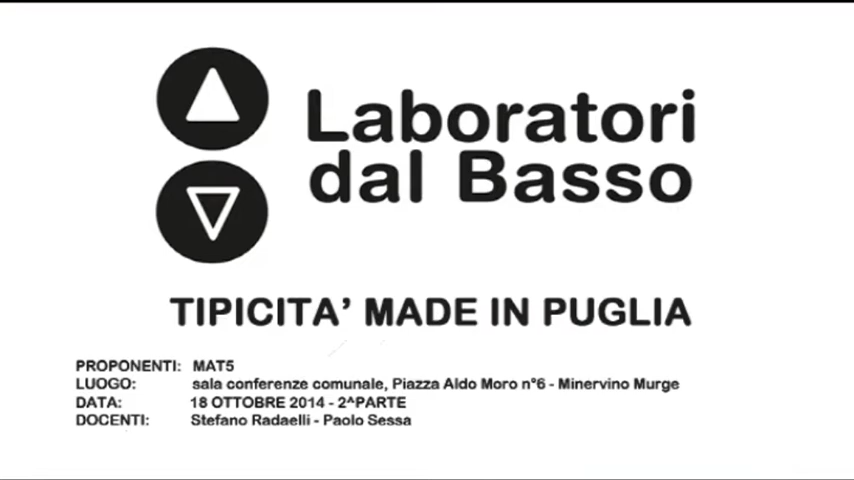 Laboratori
dal Basso
TIPICITA' MADE IN PUGLIA
PROPONENTI: MAT5
LUOGO: sala conferenze comunale, Piazza Aldo Moro n°6 - Minervino Murge
DATA: 18 OTTOBRE 2014 - 2^PARTE
DOCENTI: Stefano Radaelli - Paolo Sessa